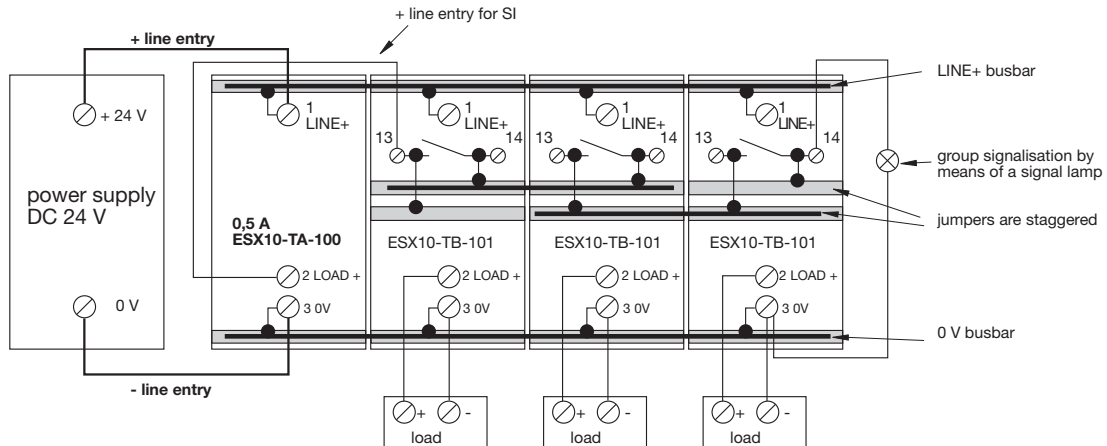 + line entry for SI
+ line entry
LINE+ busbar
+ 24 V
1
LINE+
1
LINE+
1
LINE+
1
LINE+
13
14
13
14
13
14
group signalisation by
means of a signal lamp
power supply
DC 24 V
jumpers are staggered
0,5 A
ESX10-TA-100
ESX10-TB-101
ESX10-TB-101
ESX10-TB-101
2 LOAD +
2 LOAD +
2 LOAD +
2 LOAD +
0 V
3 0V
3 0V
3 0V
3 0V
0 V busbar
- line entry
+ -
load
+ -
load
+ -
load